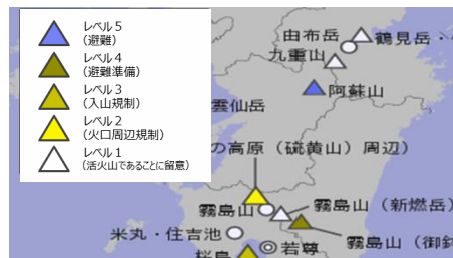 レベル5
(避難)
レベル4
(避難準備)
レベル3
(入山規制)
レベル2
(火口周辺規制)
レベル1
(活火山であることに留意)
由布岳
鶴見岳・
九重山
阿蘇山
雲仙岳
の高原(硫黄山)周辺)
霧島山
霧島山(新燃岳)
霧島山(御鉢
米丸・住吉池
若尊
桜島